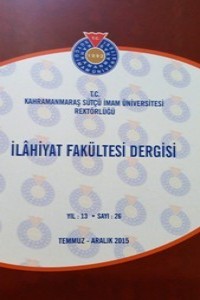 T.C.
KAHRAMANMARAŞ SÜTÇÜ İMAM ÜNİVERSİTESİ
REKTÖRLÜĞÜ
İLÂHİYAT FAKÜLTESİ DERGİSİ
YIL : 13 • SAYI : 26
TEMMUZ - ARALIK 2015